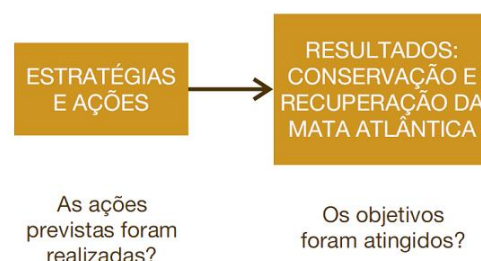 ESTRATÉGIAS
E AÇÕES
RESULTADOS:
CONSERVAÇÃO E
RECUPERAÇÃO DA
MATA ATLÂNTICA
As ações
previstas foram
realizadas?
Os objetivos
foram atingidos?